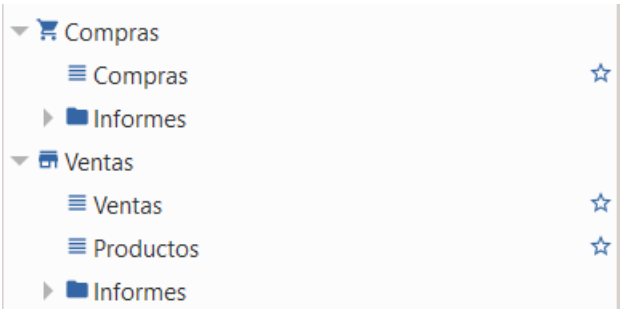 Compras
Compras
Informes
Ventas
Ventas
Productos
Informes